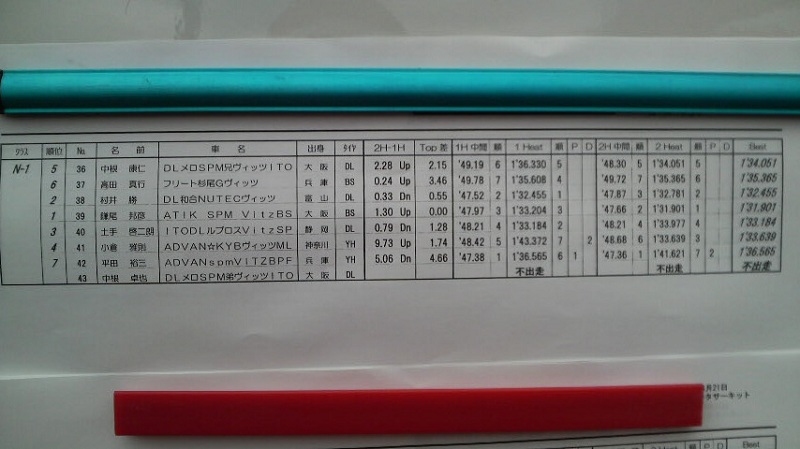 クラス 順位 No. 名 前 車 名 出身 タイヤ 2H-1H Top 差 1H 中間 順 1 Heat 順 P D 2H 中間 順 2 Heat 順 P D Best
N-1 5 36 中根 康仁 DLメロSPM兄ヴィッツITO 大 阪 DL 2.28 Up 2.15 '49.19 6 1'36.330 5 '48.30 5 1'34.051 5 1'34.051
6 37 高田 真行 フリート杉尾Gヴィッツ 兵 庫 BS 0.24 Up 3.46 '49.78 7 1'35.608 4 '49.72 7 1'35.365 6 1'35.365
2 38 村井 勝 DL和合NUTECヴィッツ 富 山 DL 0.33 Dn 0.55 '47.52 2 1'32.455 1 '47.87 3 1'32.781 2 1'32.455
1 39 鎌尾 邦彦 ATIK SPM VitzBS 大 阪 BS 1.30 Up 0.00 '47.97 3 1'33.204 3 '47.66 2 1'31.901 1 1'31.901
3 40 土手 啓二朗 ITODLルブロスVitzSP 静 岡 DL 0.79 Dn 1.28 '48.21 4 1'33.184 2 '48.21 4 1'33.977 4 1'33.184
4 41 小倉 雅則 ADVAN☆KYBヴィッツML 神奈川 YH 9.73 Up 1.74 '48.42 5 1'43.372 7 2 '48.68 6 1'33.639 3 1'33.639
7 42 平田 裕三 ADVANspmVITZBPF 兵 庫 YH 5.06 Dn 4.66 '47.38 1 1'36.565 6 1 '47.36 1 1'41.621 7 2 1'36.565
43 中根 卓也 DLメロSPM弟ヴィッツITO 大 阪 DL 不出走 不出走 不出走
月21日
タサーキット
Best